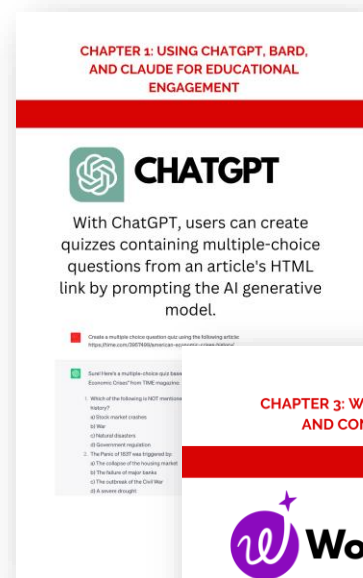 CHAPTER 1: USING CHATGPT, BARD,
AND CLAUDE FOR EDUCATIONAL
ENGAGEMENT
CHATGPT
With ChatGPT, users can create
quizzes containing multiple-choice
questions from an article's HTML
link by prompting the AI generative
model.
Create a multiple choice question quiz using the following article:
Sure! Here's a multiple-choice quiz base
Economic Crises" from TIME magazine:
1. Which of the following is NOT mentione
history?
a) Stock market crashes
b) War
c) Natural disasters
d) Government regulation
2. The Panic of 1837 was triggered by:
a) The collapse of the housing market
b) The failure of major banks
c) The outbreak of the Civil War
d) A severe drought
CHAPTER 3: W
AND CON
Wo